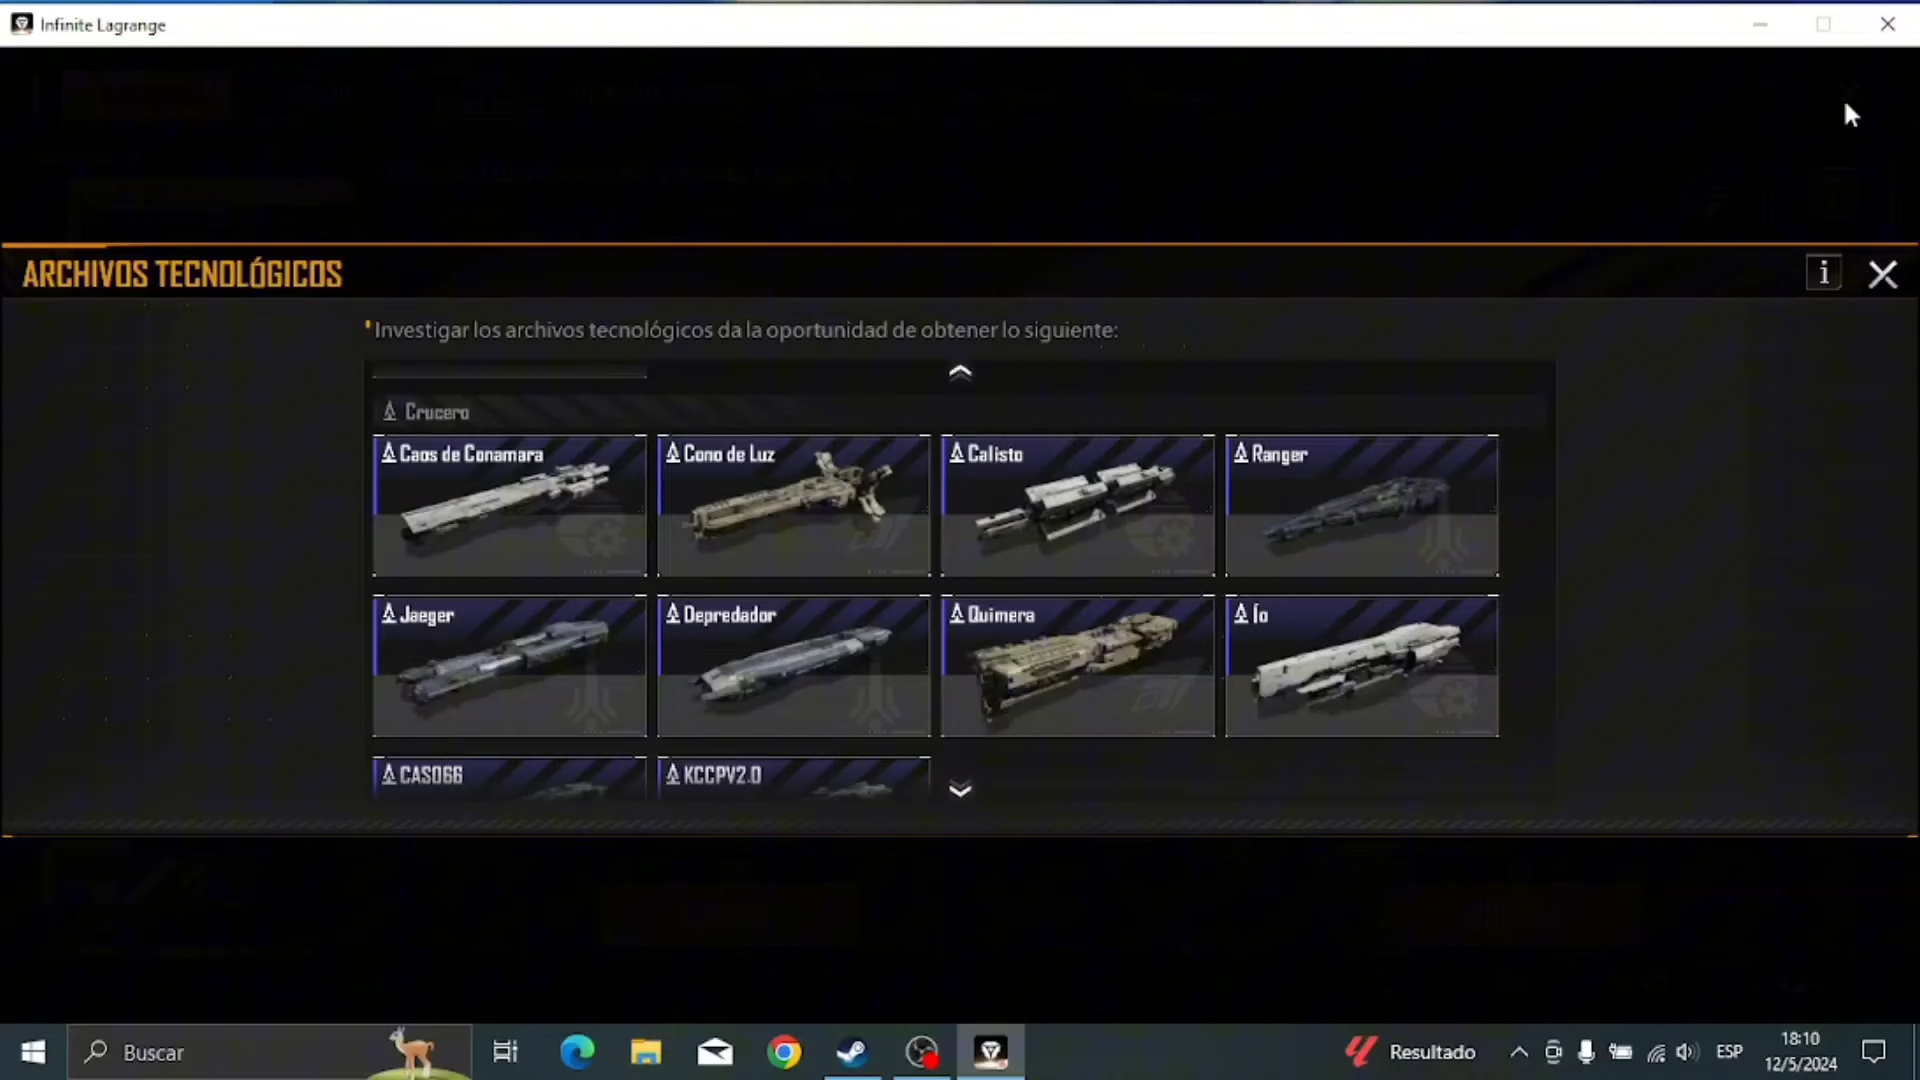 Infinite Lagrange
ARCHIVOS TECNOLÓGICOS
i
Investigar los archivos tecnológicos da la oportunidad de obtener lo siguiente:
Crucero
Caos de Conamara
Cono de Luz
Calisto
Ranger
Jaeger
Depredador
Quimera
Ío
CAS066
KCCPV2.0
Buscar
Resultado
ESP
18:10
12/5/2024